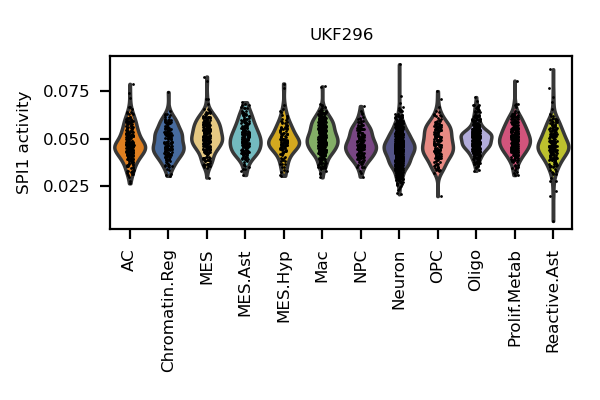 UKF296
SPI1 activity
0.075
0.050
0.025
AC
Chromatin.Reg
MES
MES.Ast
MES.Hyp
Mac
NPC
Neuron
OPC
Oligo
Prolif.Metab
Reactive.Ast